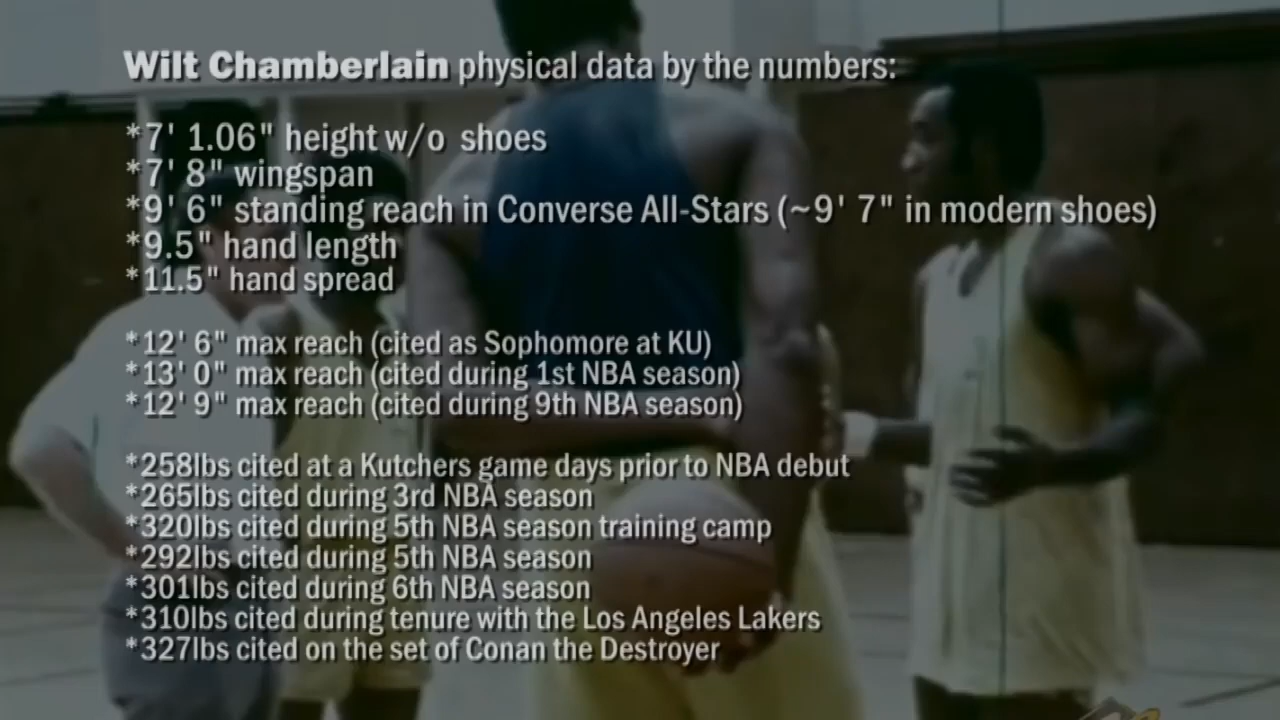 Wilt Chamberlain physical data by the numbers:
*7' 1.06" height w/o shoes
*7' 8" wingspan
*9' 6" standing reach in Converse All-Stars (~9' 7" in modern shoes)
*9.5" hand length
*11.5" hand spread
*12' 6" max reach (cited as Sophomore at KU)
*13' 0" max reach (cited during 1st NBA season)
*12' 9" max reach (cited during 9th NBA season)
*258lbs cited at a Kutchers game days prior to NBA debut
*265lbs cited during 3rd NBA season
*320lbs cited during 5th NBA season training camp
*292lbs cited during 5th NBA season
*301lbs cited during 6th NBA season
*310lbs cited during tenure with the Los Angeles Lakers
*327lbs cited on the set of Conan the Destroyer